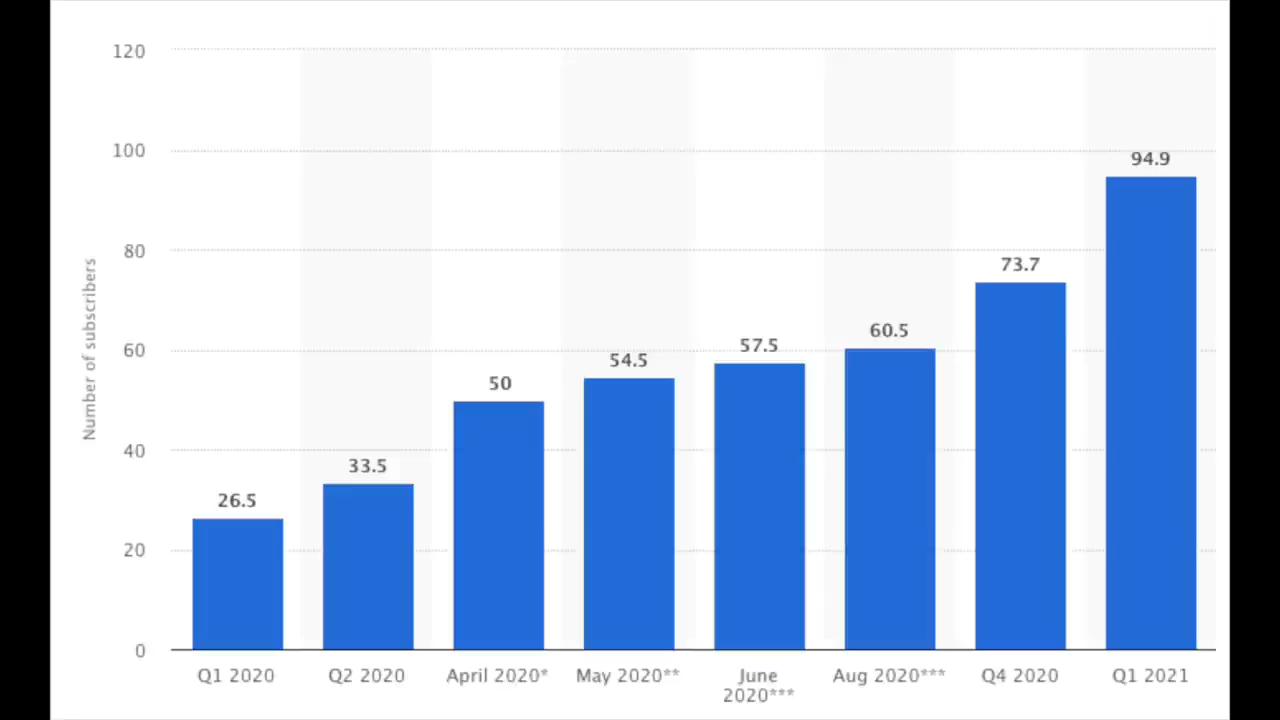 120
100
80
60
40
20
0
Number of subscribers
26.5
33.5
50
54.5
57.5
60.5
73.7
94.9
Q1 2020
Q2 2020
April 2020*
May 2020**
June
2020***
Aug 2020***
Q4 2020
Q1 2021